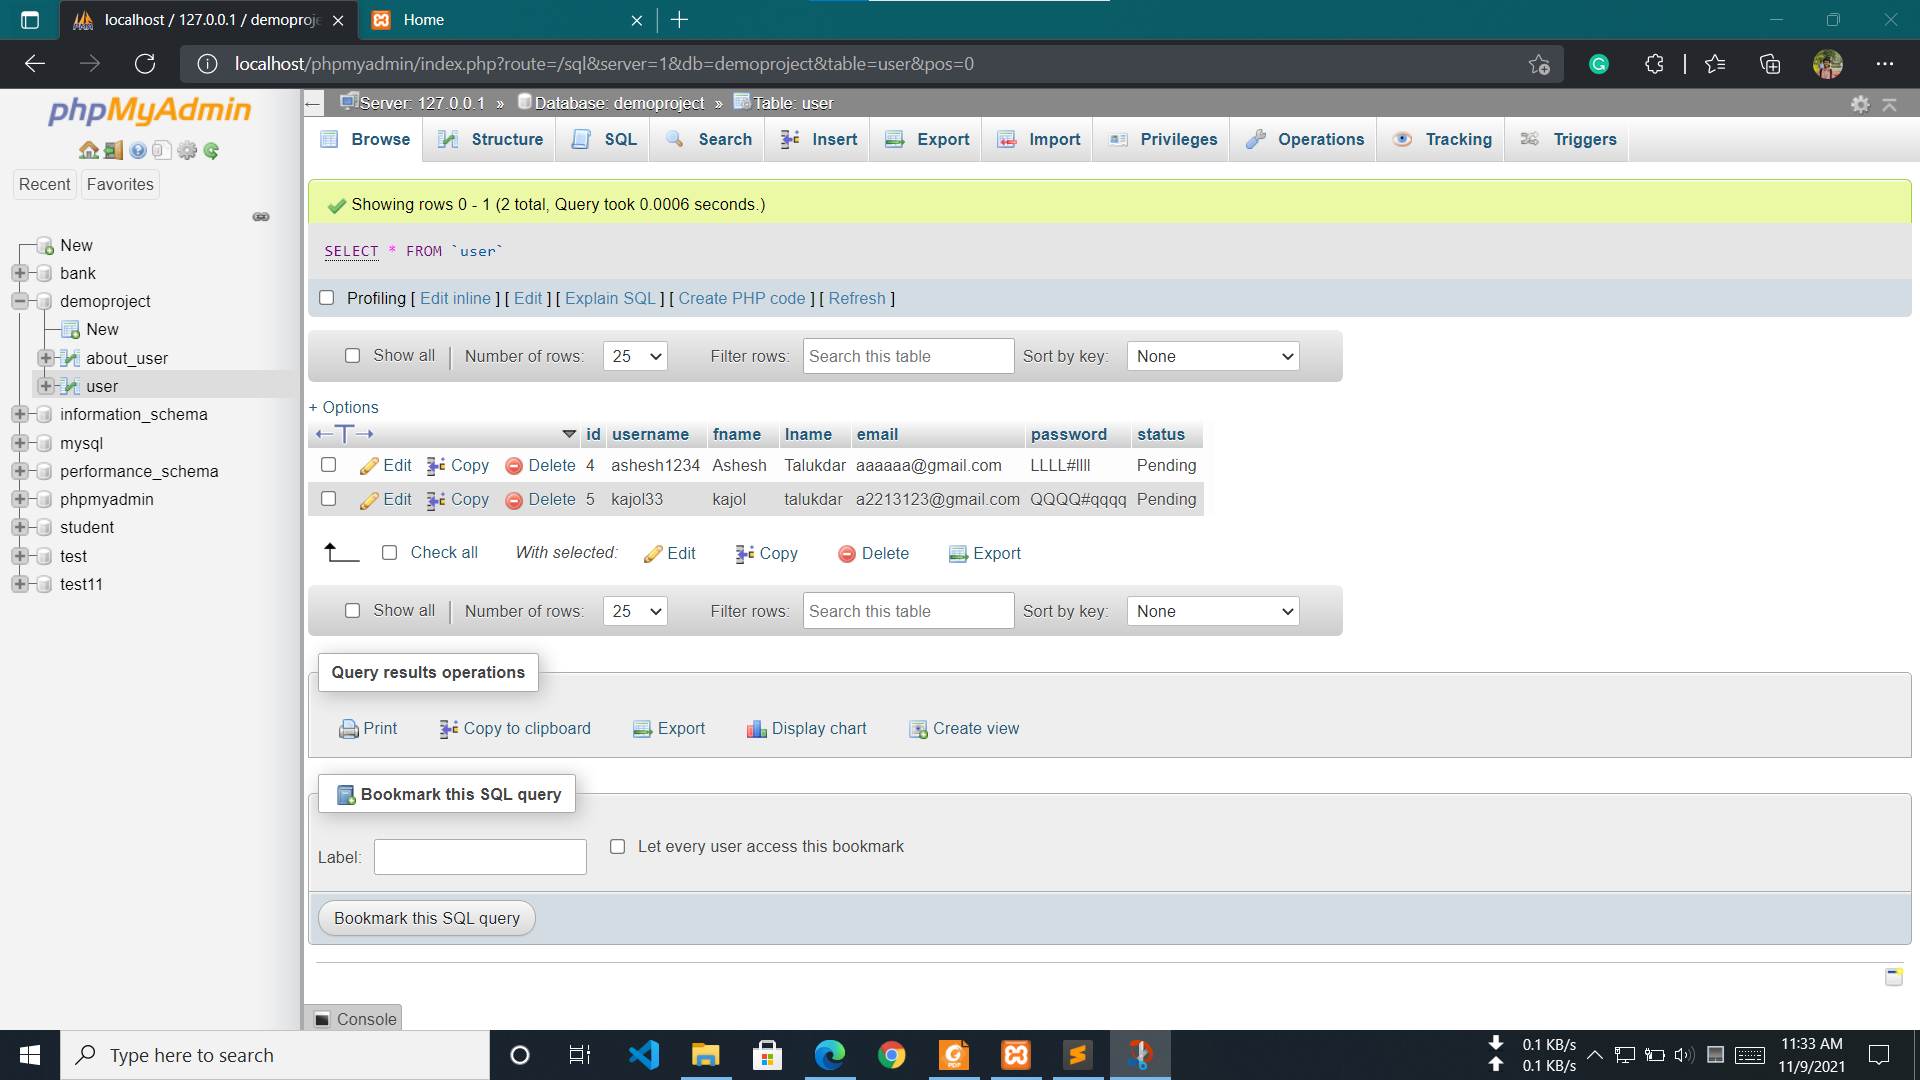 localhost / 127.0.0.1 / demoproje
Home
localhost/phpmyadmin/index.php?route=/sql&server=1&db=demoproject&table=user&pos=0
phpMyAdmin
Recent
Favorites
New
bank
demoproject
New
about_user
user
information_schema
mysql
performance_schema
phpmyadmin
student
test
test11
Server: 127.0.0.1 » Database: demoproject » Table: user
Browse Structure SQL Search Insert Export Import Privileges Operations Tracking Triggers
Showing rows 0 - 1 (2 total, Query took 0.0006 seconds.)
SELECT * FROM `user`
Profiling [ Edit inline ] [ Edit ] [ Explain SQL ] [ Create PHP code ] [ Refresh ]
Show all Number of rows: 25 Filter rows: Search this table Sort by key: None
+ Options
←T→ id username fname lname email password status
Edit Copy Delete 4 ashesh1234 Ashesh Talukdar aaaaaa@gmail.com LLLL#llll Pending
Edit Copy Delete 5 kajol33 kajol talukdar a2213123@gmail.com QQQQ#qqqq Pending
Check all With selected: Edit Copy Delete Export
Show all Number of rows: 25 Filter rows: Search this table Sort by key: None
Query results operations
Print Copy to clipboard Export Display chart Create view
Bookmark this SQL query
Label: Let every user access this bookmark
Bookmark this SQL query
Console
Type here to search
0.1 KB/s
0.1 KB/s
11:33 AM
11/9/2021